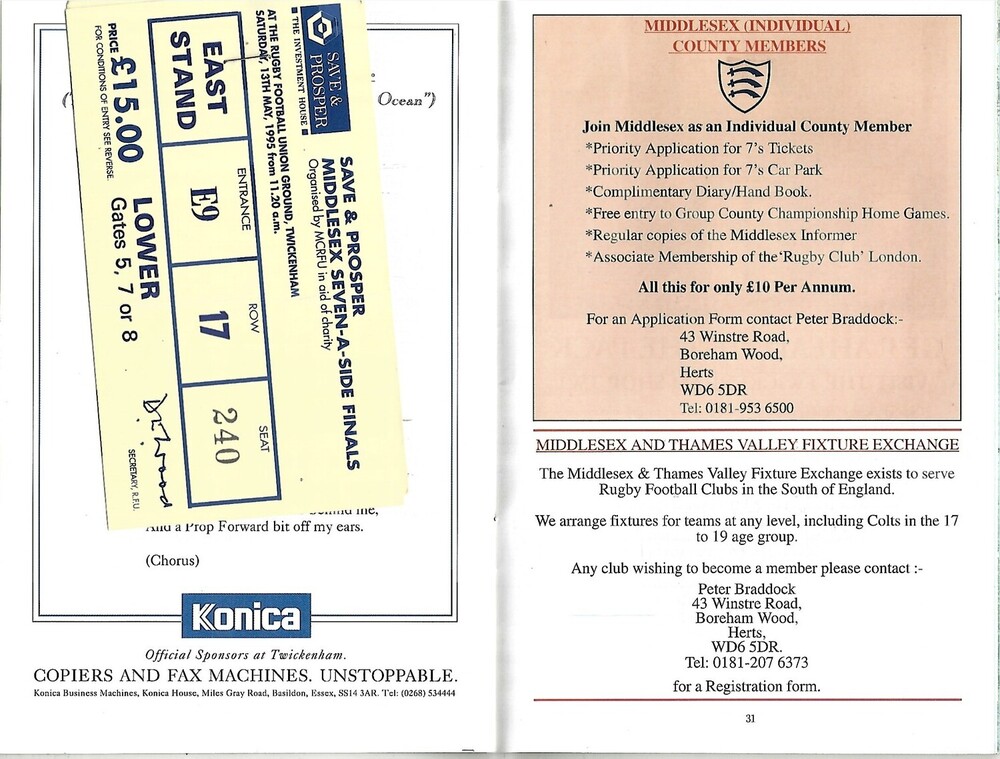 Ocean")
SAVE &
PROSPER
■ THE INVESTMENT HOUSE ■
SAVE & PROSPER
MIDDLESEX SEVEN-A-SIDE FINALS
Organised by MCRFU in aid of charity
AT THE RUGBY FOOTBALL UNION GROUND, TWICKENHAM
SATURDAY, 13TH MAY, 1995 from 11.20 a.m.
EAST
STAND
ENTRANCE
E9
ROW
17
SEAT
240
PRICE £15.00 LOWER
FOR CONDITIONS OF ENTRY SEE REVERSE
Gates 5, 7 or 8
SECRETARY, R.F.U.
behind me,
And a Prop Forward bit off my ears.
(Chorus)
Konica
Official Sponsors at Twickenham.
COPIERS AND FAX MACHINES. UNSTOPPABLE.
Konica Business Machines, Konica House, Miles Gray Road, Basildon, Essex, SS14 3AR. Tel: (0268) 534444
MIDDLESEX (INDIVIDUAL)
COUNTY MEMBERS
Join Middlesex as an Individual County Member
*Priority Application for 7's Tickets
*Priority Application for 7's Car Park
*Complimentary Diary/Hand Book.
*Free entry to Group County Championship Home Games.
*Regular copies of the Middlesex Informer
*Associate Membership of the 'Rugby Club' London.
All this for only £10 Per Annum.
For an Application Form contact Peter Braddock:-
43 Winstre Road,
Boreham Wood,
Herts
WD6 5DR
Tel: 0181-953 6500
MIDDLESEX AND THAMES VALLEY FIXTURE EXCHANGE
The Middlesex & Thames Valley Fixture Exchange exists to serve
Rugby Football Clubs in the South of England.
We arrange fixtures for teams at any level, including Colts in the 17
to 19 age group.
Any club wishing to become a member please contact :-
Peter Braddock
43 Winstre Road,
Boreham Wood,
Herts,
WD6 5DR.
Tel: 0181-207 6373
for a Registration form.
31